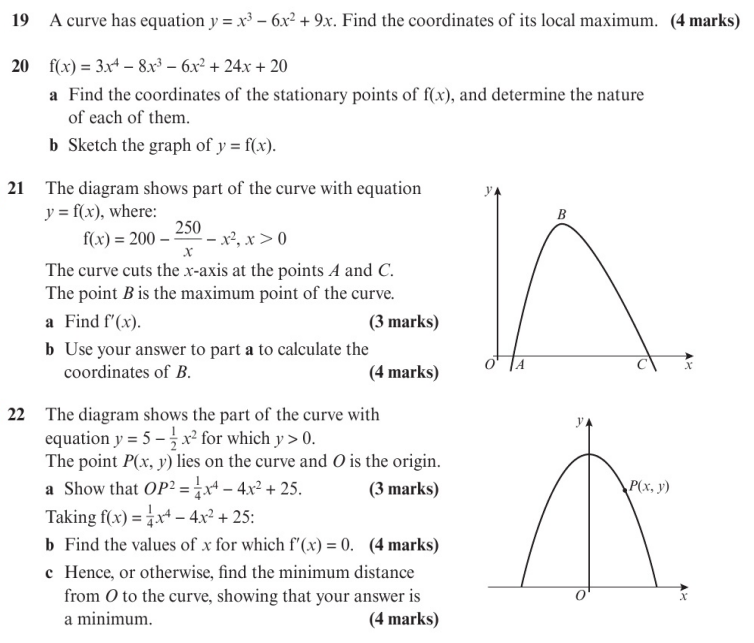 19 A curve has equation y = x³ – 6x² + 9x. Find the coordinates of its local maximum. (4 marks)
20 f(x) = 3x⁴ – 8x³ – 6x² + 24x + 20
a Find the coordinates of the stationary points of f(x), and determine the nature
of each of them.
b Sketch the graph of y = f(x).
21 The diagram shows part of the curve with equation
y = f(x), where:
f(x) = 200 – 250/x – x², x > 0
The curve cuts the x-axis at the points A and C.
The point B is the maximum point of the curve.
a Find f′(x). (3 marks)
b Use your answer to part a to calculate the
coordinates of B. (4 marks)
y
B
O
A
C
x
22 The diagram shows the part of the curve with
equation y = 5 – ½x² for which y > 0.
The point P(x, y) lies on the curve and O is the origin.
a Show that OP² = ¼x⁴ – 4x² + 25. (3 marks)
Taking f(x) = ¼x⁴ – 4x² + 25:
b Find the values of x for which f′(x) = 0. (4 marks)
c Hence, or otherwise, find the minimum distance
from O to the curve, showing that your answer is
a minimum. (4 marks)
y
P(x, y)
O
x